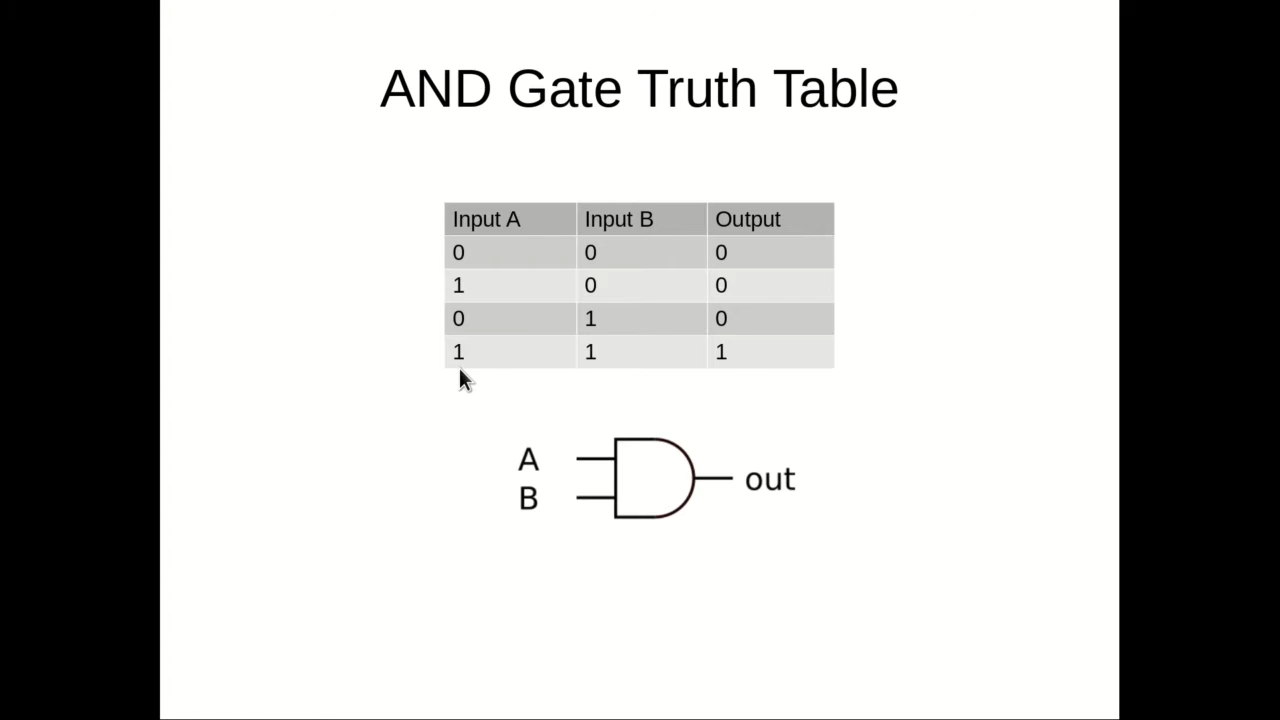 AND Gate Truth Table
Input A Input B Output
0 0 0
1 0 0
0 1 0
1 1 1
A
B
out